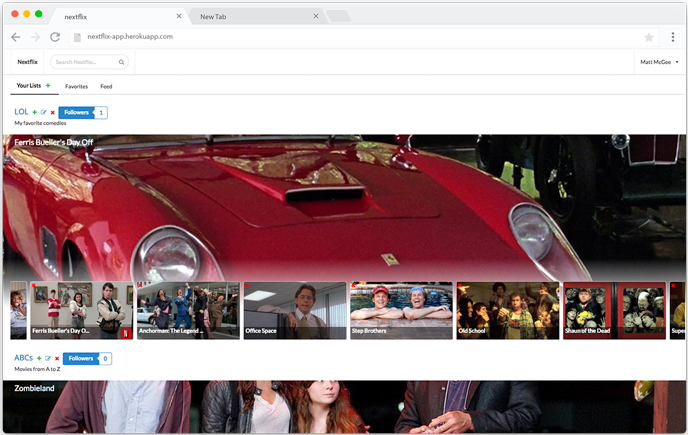 nextflix
New Tab
nextflix-app.herokuapp.com
Nextflix
Search Nextflix...
Matt McGee
Your Lists
Favorites
Feed
LOL
Followers
1
My favorite comedies
Ferris Bueller's Day Off
Ferris Bueller's Day O...
Anchorman: The Legend ...
Office Space
Step Brothers
Old School
Shaun of the Dead
Super
ABCs
Followers
0
Movies from A to Z
Zombieland